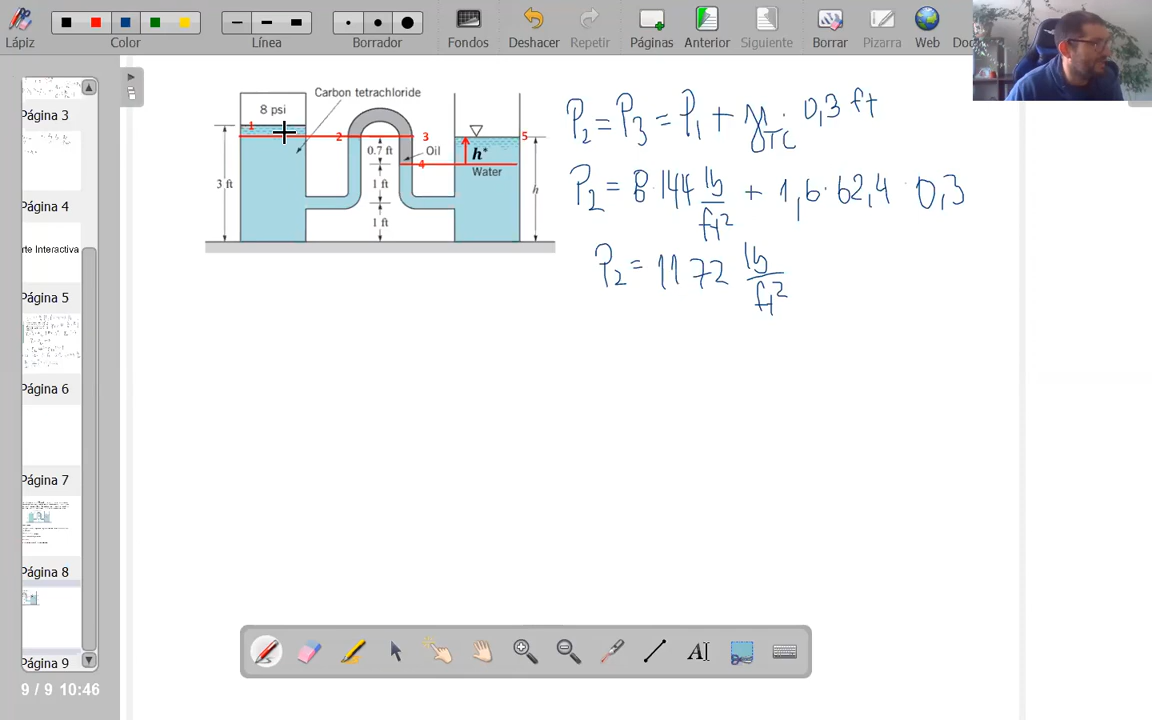 Lápiz
Color
Línea
Borrador
Fondos
Deshacer
Repetir
Páginas
Anterior
Siguiente
Borrar
Pizarra
Web
Página 3
Página 4
rte Interactiva
Página 5
Página 6
Página 7
Página 8
Página 9
9 / 9 10:46
Carbon tetrachloride
8 psi
1
2
3
5
0.7 ft
Oil
h*
4
Water
3 ft
1 ft
h
1 ft
P₂ = P₃ = P₁ + γTC · 0,3 ft
P₂ = 8·144 lb/ft² + 1,6·62,4 · 0,3
P₂ = 1172 lb/ft²
A